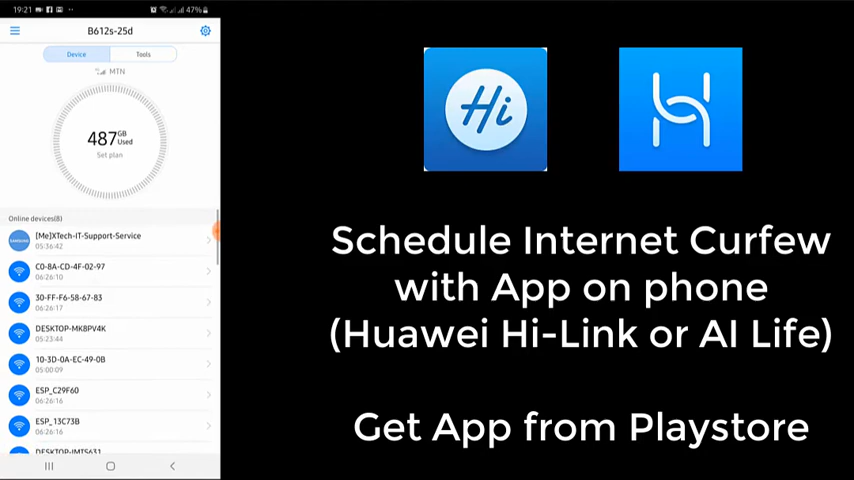 19:21
47%
B612s-25d
Device
Tools
MTN
487 GB
Used
Set plan
Online devices(8)
SAMSUNG
[Me]XTech-IT-Support-Service
05:36:42
C0-8A-CD-4F-02-97
06:26:10
30-FF-F6-58-67-83
06:26:17
DESKTOP-MK8PV4K
05:23:44
10-3D-0A-EC-49-0B
05:00:09
ESP_C29F60
06:26:16
ESP_13C73B
06:26:16
Hi
Schedule Internet Curfew
with App on phone
(Huawei Hi-Link or AI Life)
Get App from Playstore